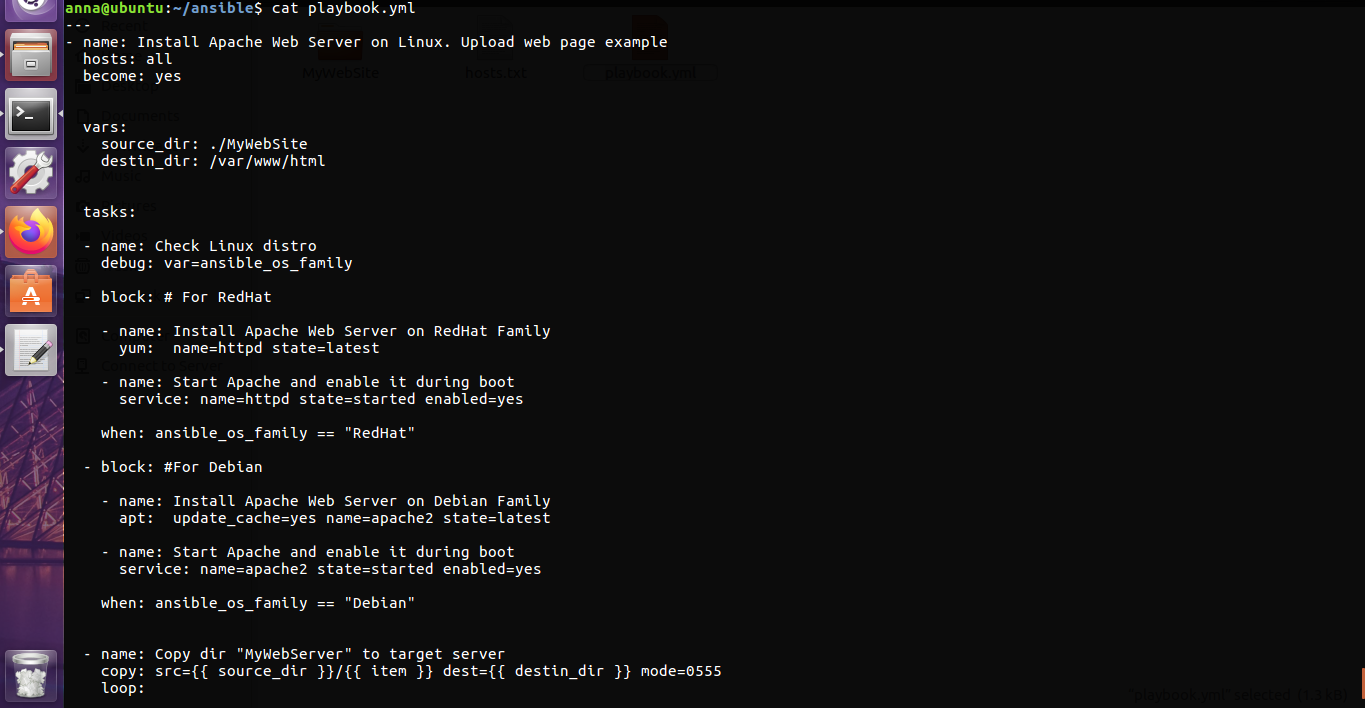 anna@ubuntu:~/ansible$ cat playbook.yml
---
- name: Install Apache Web Server on Linux. Upload web page example
  hosts: all
  become: yes
MyWebSite
hosts.txt
playbook.yml
Documents
  vars:
    source_dir: ./MyWebSite
    destin_dir: /var/www/html
Music
  tasks:
  - name: Check Linux distro
    debug: var=ansible_os_family
  - block: # For RedHat
    - name: Install Apache Web Server on RedHat Family
      yum:  name=httpd state=latest
    - name: Start Apache and enable it during boot
      service: name=httpd state=started enabled=yes
    when: ansible_os_family == "RedHat"
  - block: #For Debian
    - name: Install Apache Web Server on Debian Family
      apt:  update_cache=yes name=apache2 state=latest
    - name: Start Apache and enable it during boot
      service: name=apache2 state=started enabled=yes
    when: ansible_os_family == "Debian"
  - name: Copy dir "MyWebServer" to target server
    copy: src={{ source_dir }}/{{ item }} dest={{ destin_dir }} mode=0555
    loop:
"playbook.yml" selected (1.3 kB)